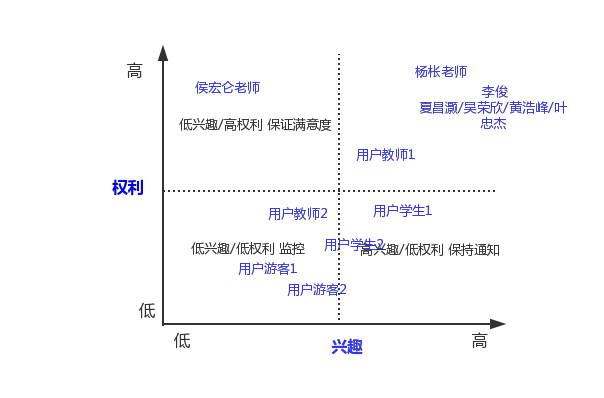 高
杨枨老师
侯宏仑老师
李俊
夏昌灏/吴荣欣/黄浩峰/叶
忠杰
低兴趣/高权利 保证满意度
用户教师1
权利
用户教师2
用户学生1
低兴趣/低权利 监控
用户学生2
高兴趣/低权利 保持通知
用户游客1
用户游客2
低
低
兴趣
高